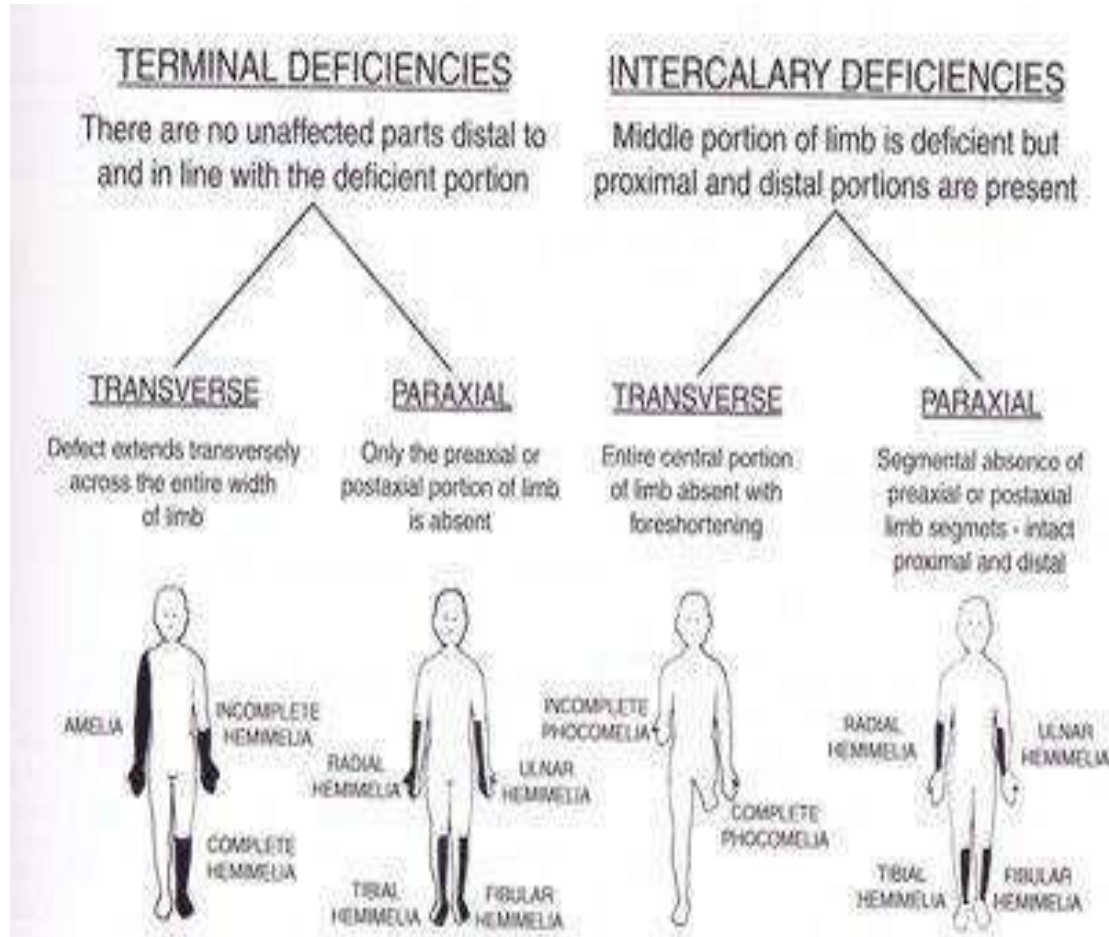 TERMINAL DEFICIENCIES
There are no unaffected parts distal to
and in line with the deficient portion
TRANSVERSE
Defect extends transversely
across the entire width
of limb
AMELIA
INCOMPLETE
HEMIMELIA
COMPLETE
HEMIMELIA
PARAXIAL
Only the preaxial or
postaxial portion of limb
is absent
RADIAL
HEMIMELIA
ULNAR
HEMIMELIA
TIBIAL
HEMIMELIA
FIBULAR
HEMIMELIA
INTERCALARY DEFICIENCIES
Middle portion of limb is deficient but
proximal and distal portions are present
TRANSVERSE
Entire central portion
of limb absent with
foreshortening
INCOMPLETE
PHOCOMELIA
COMPLETE
PHOCOMELIA
PARAXIAL
Segmental absence of
preaxial or postaxial
limb segmets - intact
proximal and distal
RADIAL
HEMIMELIA
ULNAR
HEMIMELIA
TIBIAL
HEMIMELIA
FIBULAR
HEMIMELIA